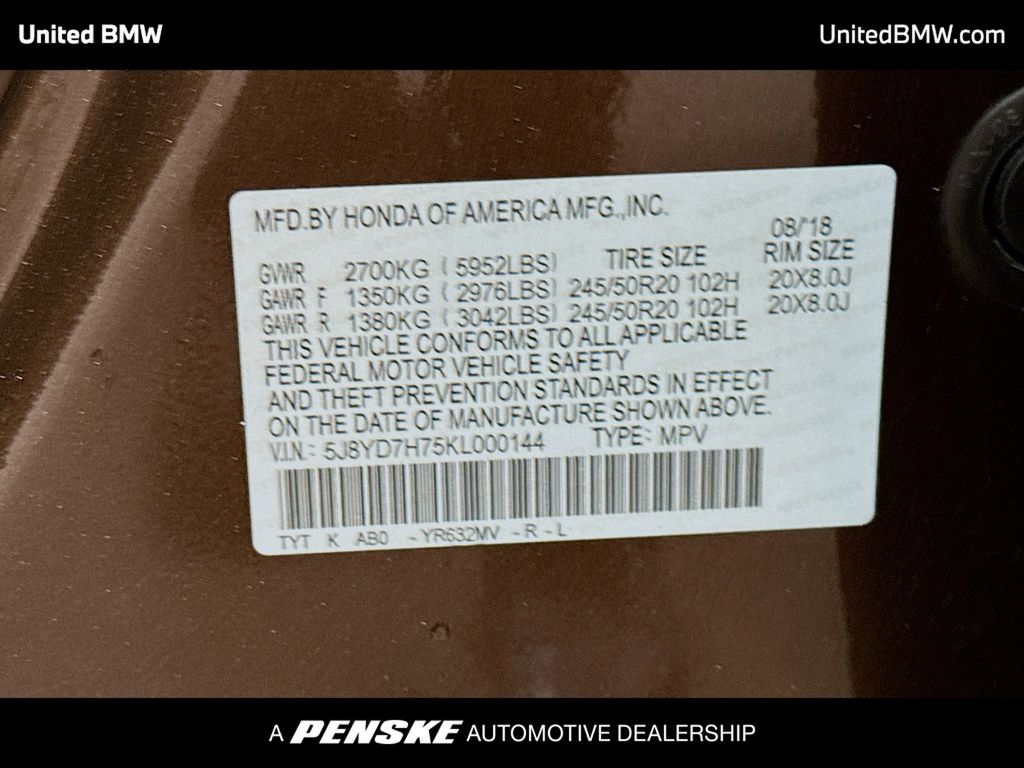 United BMW
UnitedBMW.com
MFD.BY HONDA OF AMERICA MFG.,INC.
08/'18
GVWR 2700KG ( 5952LBS) TIRE SIZE RIM SIZE
GAWR F 1350KG ( 2976LBS) 245/50R20 102H 20X8.0J
GAWR R 1380KG ( 3042LBS) 245/50R20 102H 20X8.0J
THIS VEHICLE CONFORMS TO ALL APPLICABLE
FEDERAL MOTOR VEHICLE SAFETY
AND THEFT PREVENTION STANDARDS IN EFFECT
ON THE DATE OF MANUFACTURE SHOWN ABOVE.
V.I.N.: 5J8YD7H75KL000144 TYPE: MPV
TYT K AB0 -YR632MV -R-L
A PENSKE AUTOMOTIVE DEALERSHIP